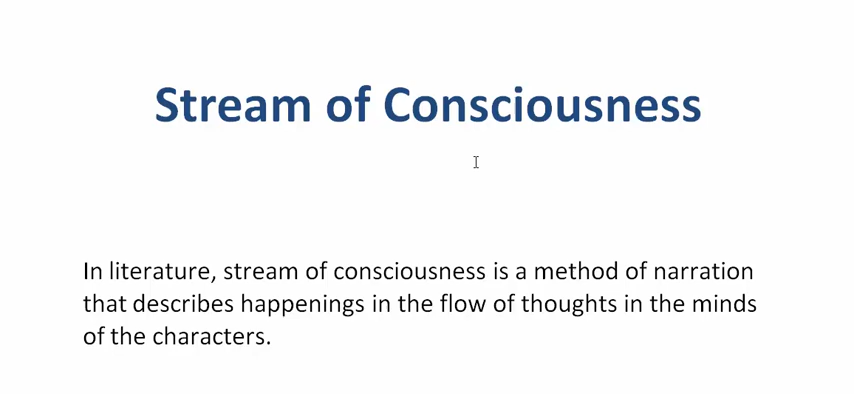 Stream of Consciousness
In literature, stream of consciousness is a method of narration
that describes happenings in the flow of thoughts in the minds
of the characters.